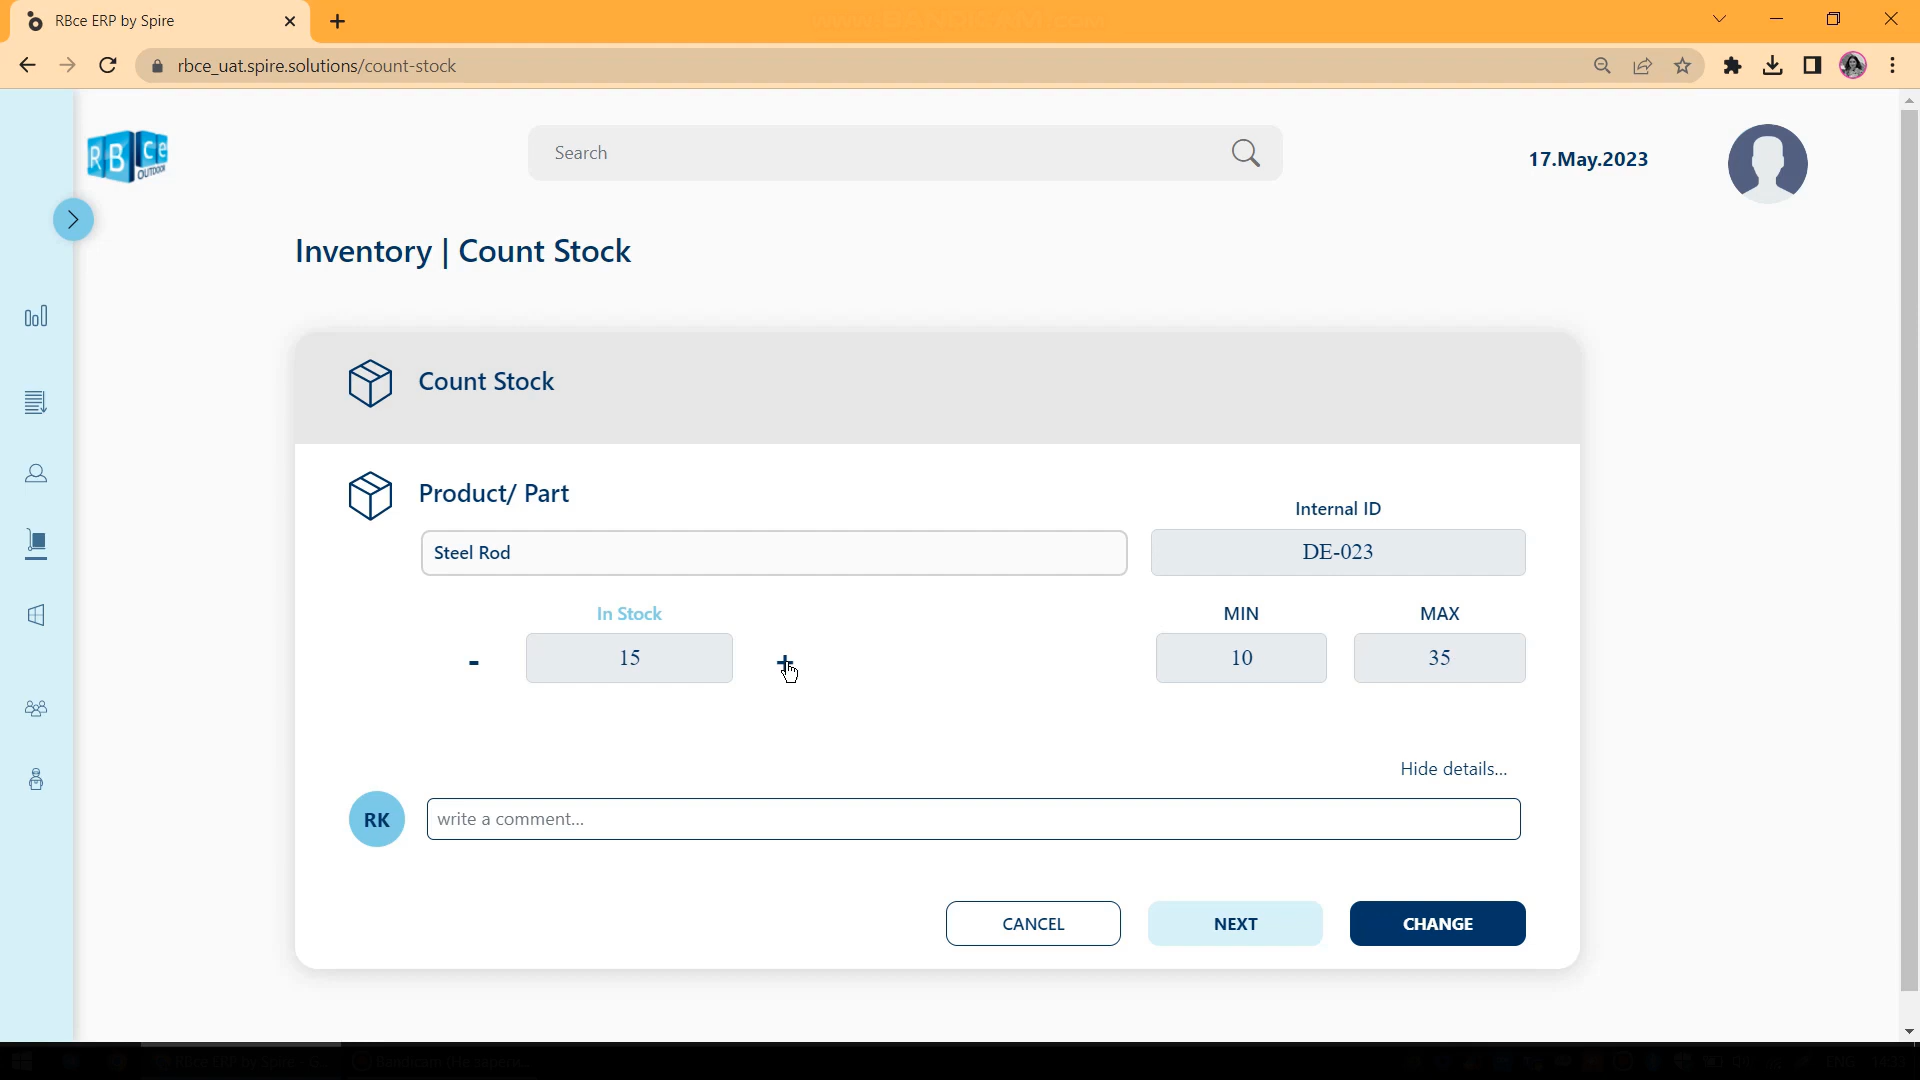 RBce ERP by Spire
rbce_uat.spire.solutions/count-stock
RBCe
OUTDOOR
Search
17.May.2023
Inventory | Count Stock
Count Stock
Product/ Part
Internal ID
Steel Rod
DE-023
In Stock
MIN
MAX
-
15
+
10
35
Hide details...
RK
write a comment...
CANCEL
NEXT
CHANGE